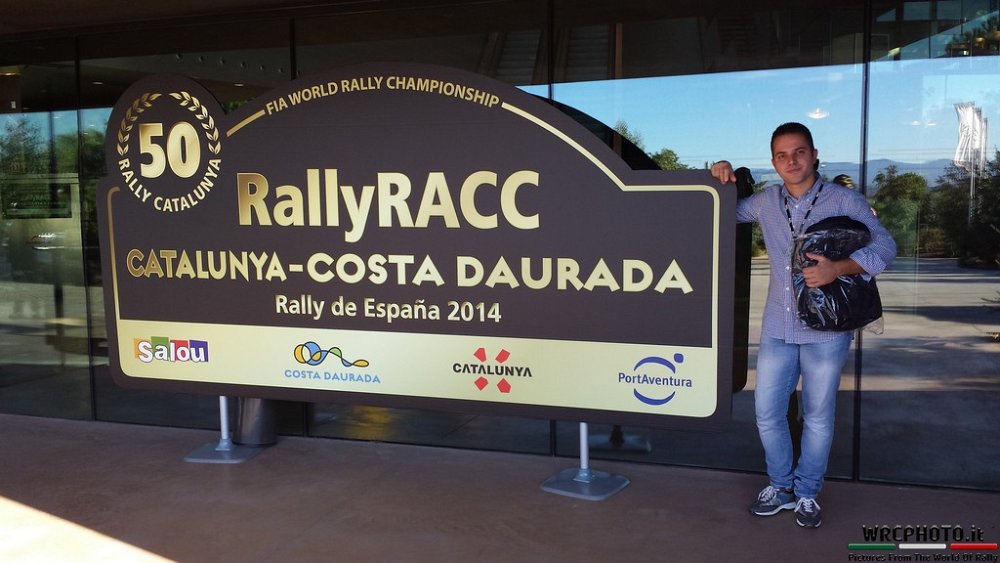 FIA WORLD RALLY CHAMPIONSHIP
50
RALLY CATALUNYA
RallyRACC
CATALUNYA-COSTA DAURADA
Rally de España 2014
Salou
COSTA DAURADA
CATALUNYA
PortAventura
WRCPHOTO.it
Pictures From The World Of Rally